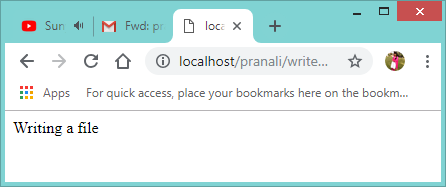 Sun
Fwd: pr
loca
localhost/pranali/write...
Apps
For quick access, place your bookmarks here on the bookm...
Writing a file